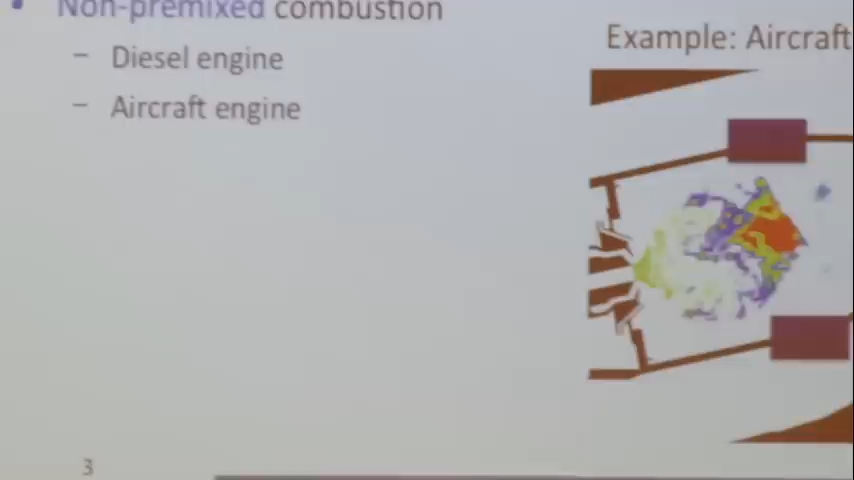 • Non-premixed combustion
– Diesel engine
– Aircraft engine
Example: Aircraft
3